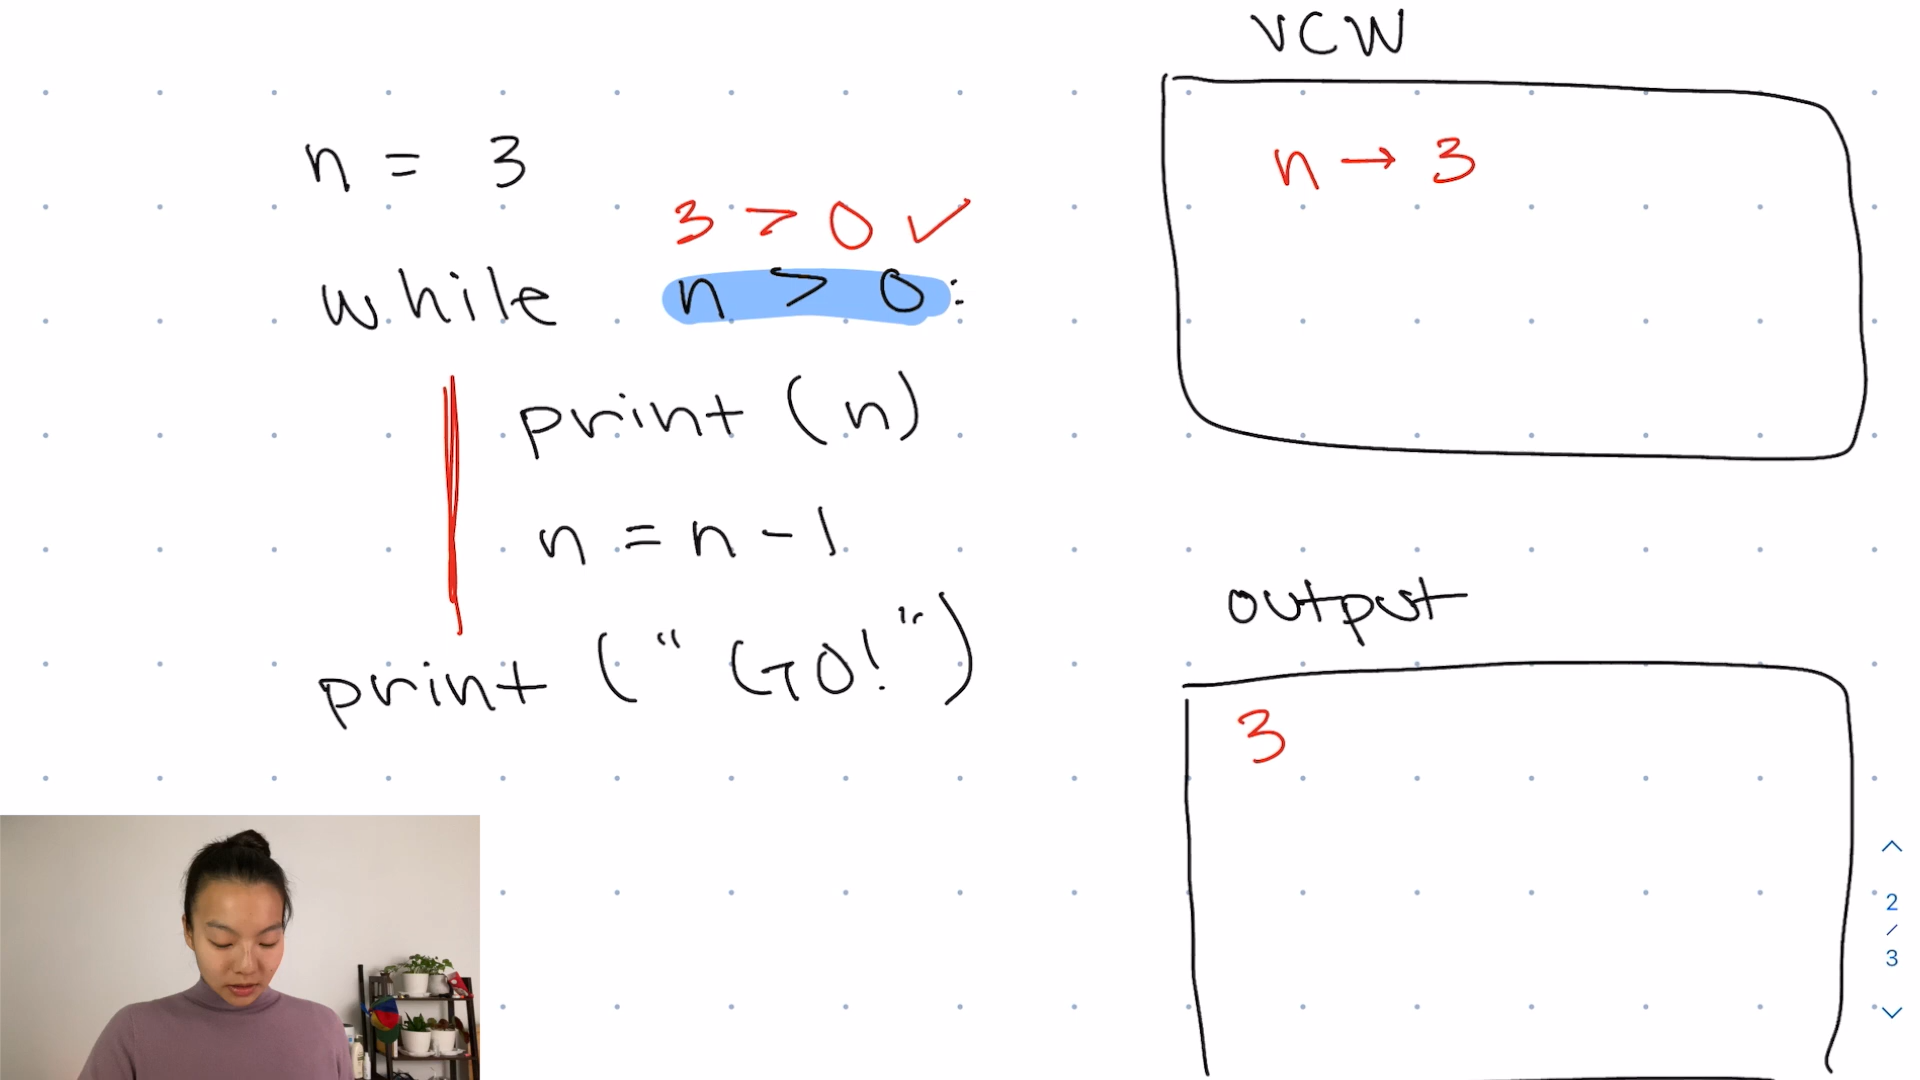 n = 3
3 > 0 ✓
while n > 0:
print (n)
n = n - 1
print (" GO! ")
VCW
n → 3
output
3
2
/
3